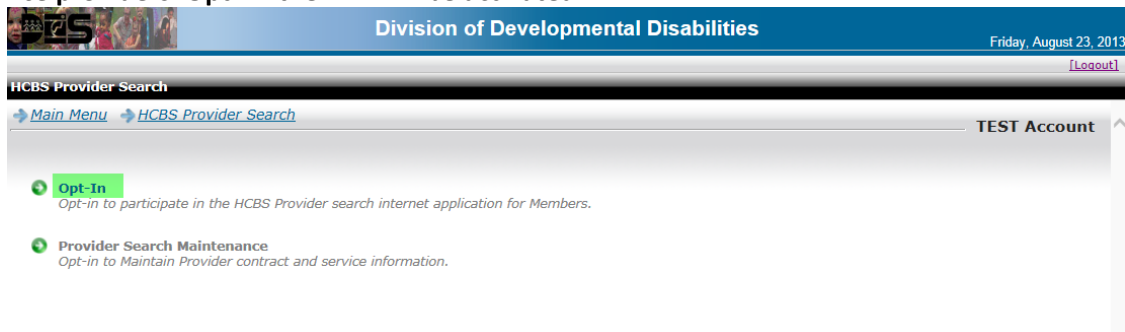 Division of Developmental Disabilities
Friday, August 23, 2013
[Logout]
HCBS Provider Search
Main Menu HCBS Provider Search
TEST Account
Opt-In
Opt-in to participate in the HCBS Provider search internet application for Members.
Provider Search Maintenance
Opt-in to Maintain Provider contract and service information.